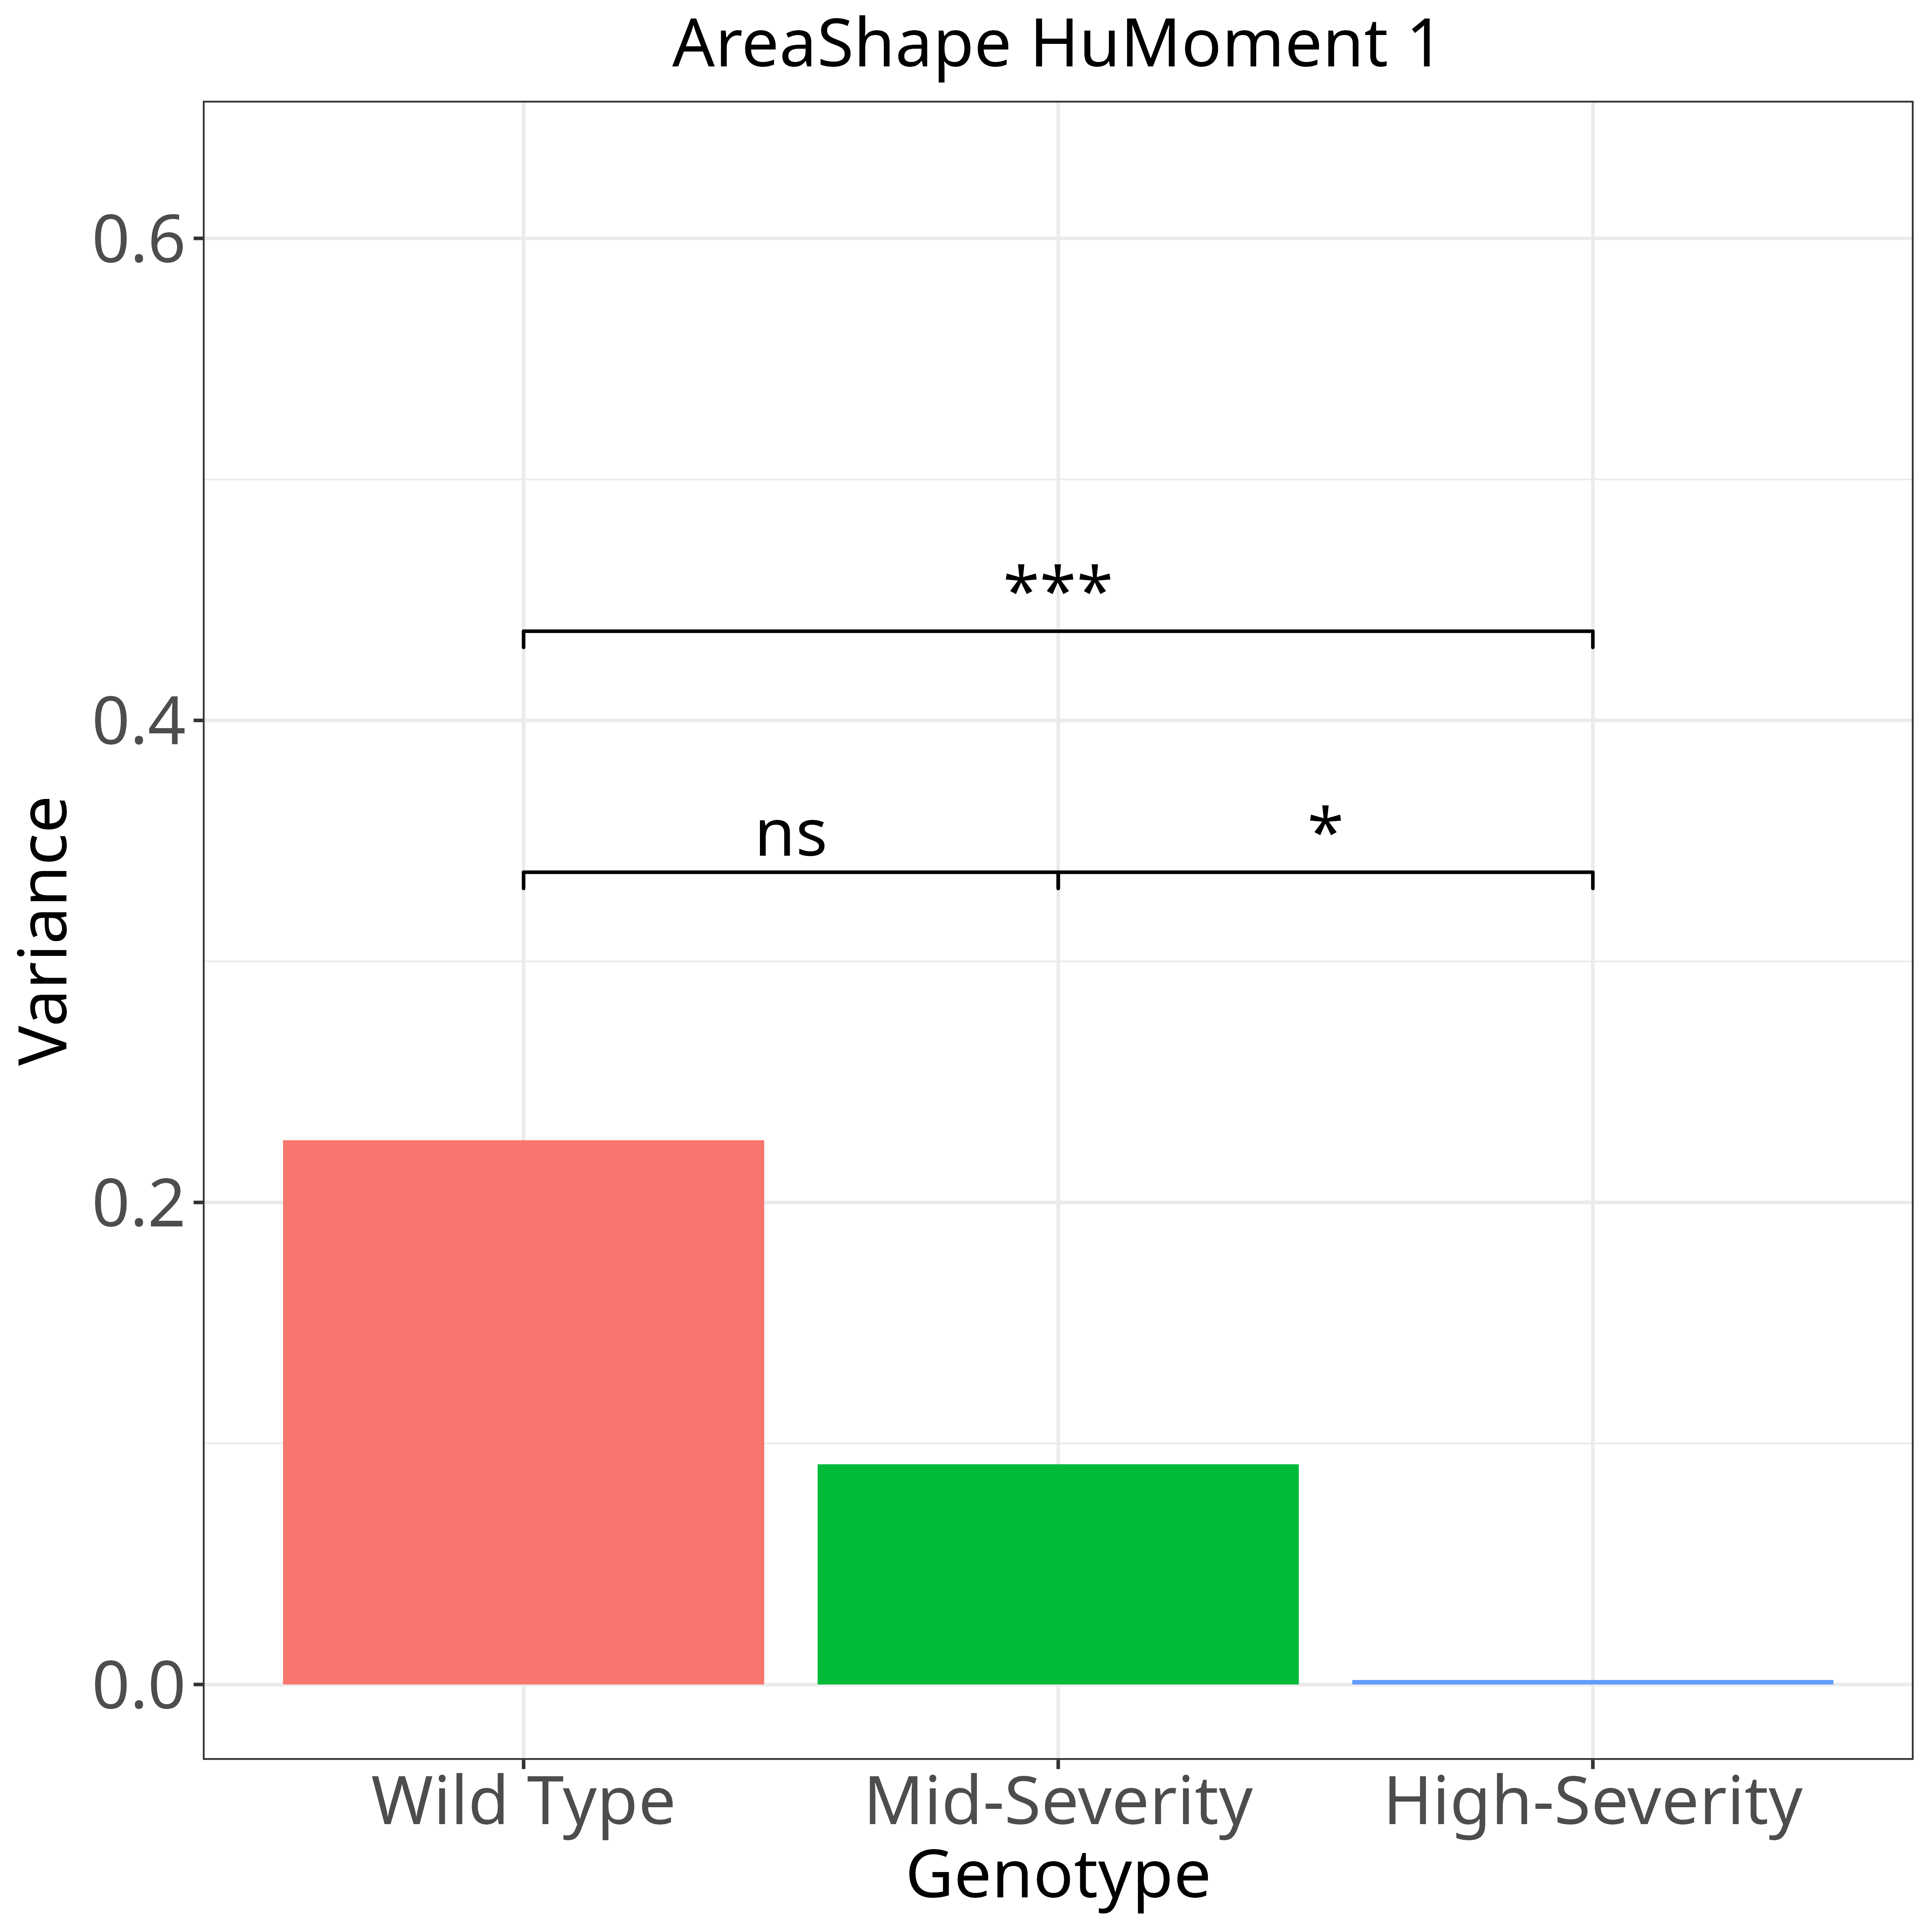 AreaShape HuMoment 1
0.6
***
0.4
ns *
Variance
0.2
0.0
Wild Type Mid-Severity High-Severity
Genotype